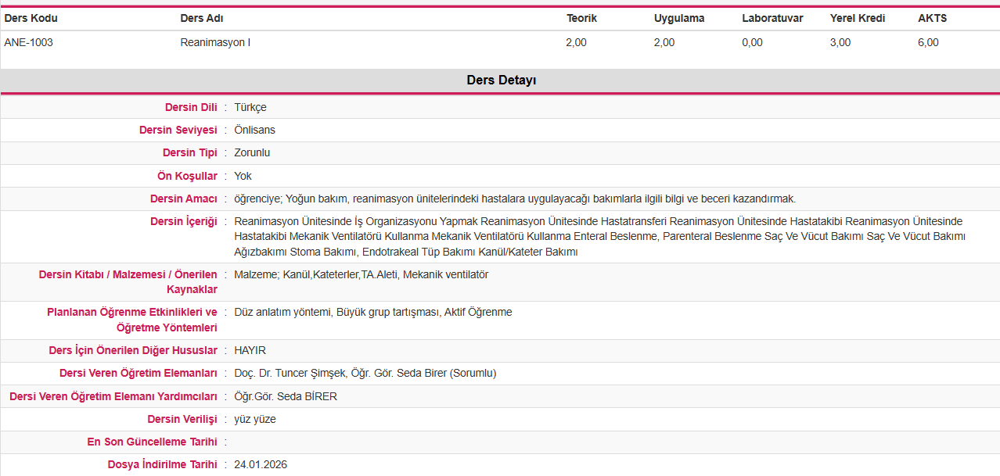 Ders Kodu Ders Adı Teorik Uygulama Laboratuvar Yerel Kredi AKTS
ANE-1003 Reanimasyon I 2,00 2,00 0,00 3,00 6,00
Ders Detayı
Dersin Dili : Türkçe
Dersin Seviyesi : Önlisans
Dersin Tipi : Zorunlu
Ön Koşullar : Yok
Dersin Amacı : öğrenciye; Yoğun bakım, reanimasyon ünitelerindeki hastalara uygulayacağı bakımlarla ilgili bilgi ve beceri kazandırmak.
Dersin İçeriği : Reanimasyon Ünitesinde İş Organizasyonu Yapmak Reanimasyon Ünitesinde Hastatransferi Reanimasyon Ünitesinde Hastatakibi Reanimasyon Ünitesinde
Hastatakibi Mekanik Ventilatörü Kullanma Mekanik Ventilatörü Kullanma Enteral Beslenme, Parenteral Beslenme Saç Ve Vücut Bakımı Saç Ve Vücut Bakımı
Ağızbakımı Stoma Bakımı, Endotrakeal Tüp Bakımı Kanül/Kateter Bakımı
Dersin Kitabı / Malzemesi / Önerilen : Malzeme; Kanül,Kateterler,TA.Aleti, Mekanik ventilatör
Kaynaklar
Planlanan Öğrenme Etkinlikleri ve : Düz anlatım yöntemi, Büyük grup tartışması, Aktif Öğrenme
Öğretme Yöntemleri
Ders İçin Önerilen Diğer Hususlar : HAYIR
Dersi Veren Öğretim Elemanları : Doç. Dr. Tuncer Şimşek, Öğr. Gör. Seda Birer (Sorumlu)
Dersi Veren Öğretim Elemanı Yardımcıları : Öğr.Gör. Seda BİRER
Dersin Verilişi : yüz yüze
En Son Güncelleme Tarihi :
Dosya İndirilme Tarihi : 24.01.2026